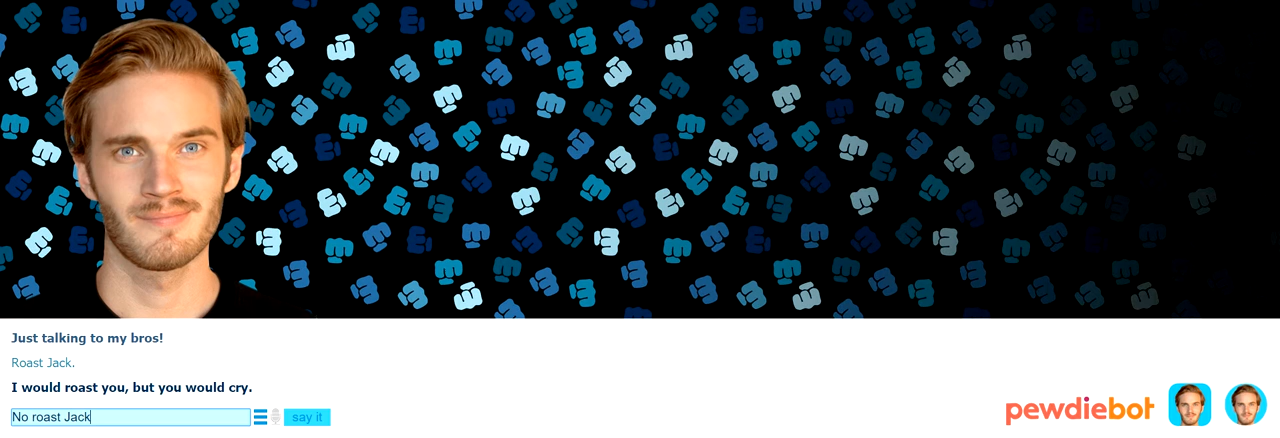 Just talking to my bros!
Roast Jack.
I would roast you, but you would cry.
No roast Jack
say it
pewdiebot